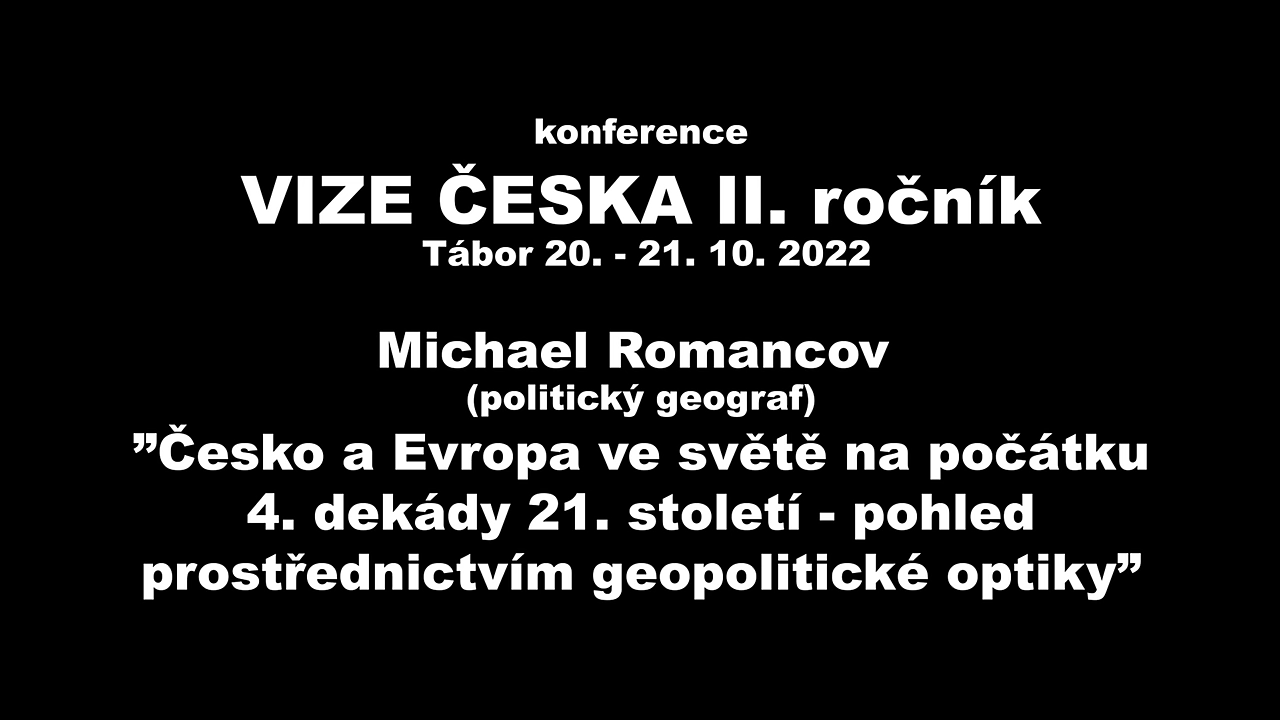 konference
VIZE ČESKA II. ročník
Tábor 20. - 21. 10. 2022
Michael Romancov
(politický geograf)
”Česko a Evropa ve světě na počátku
4. dekády 21. století - pohled
prostřednictvím geopolitické optiky”